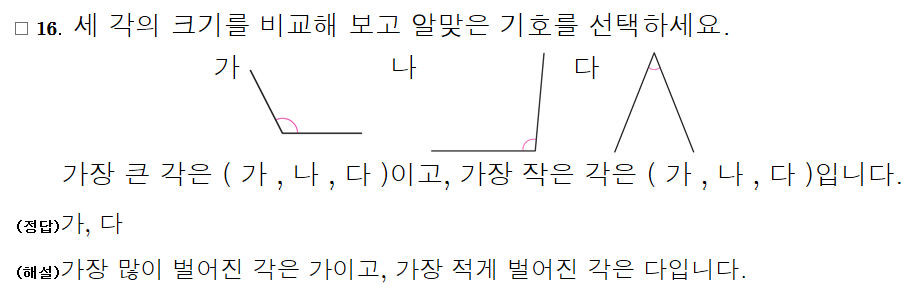 □ 16. 세 각의 크기를 비교해 보고 알맞은 기호를 선택하세요.
가 나 다
가장 큰 각은 ( 가 , 나 , 다 )이고, 가장 작은 각은 ( 가 , 나 , 다 )입니다.
(정답)가, 다
(해설)가장 많이 벌어진 각은 가이고, 가장 적게 벌어진 각은 다입니다.